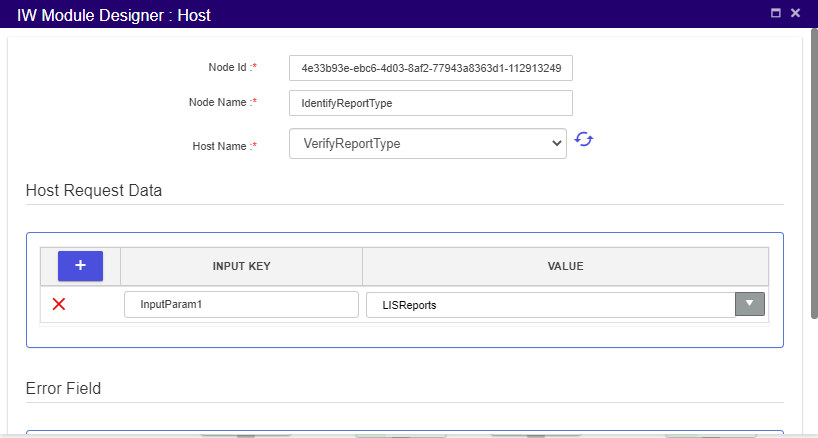 IW Module Designer : Host
Node Id :* 4e33b93e-ebc6-4d03-8af2-77943a8363d1-112913249
Node Name :* IdentifyReportType
Host Name :* VerifyReportType
Host Request Data
+ INPUT KEY VALUE
InputParam1 LISReports
Error Field